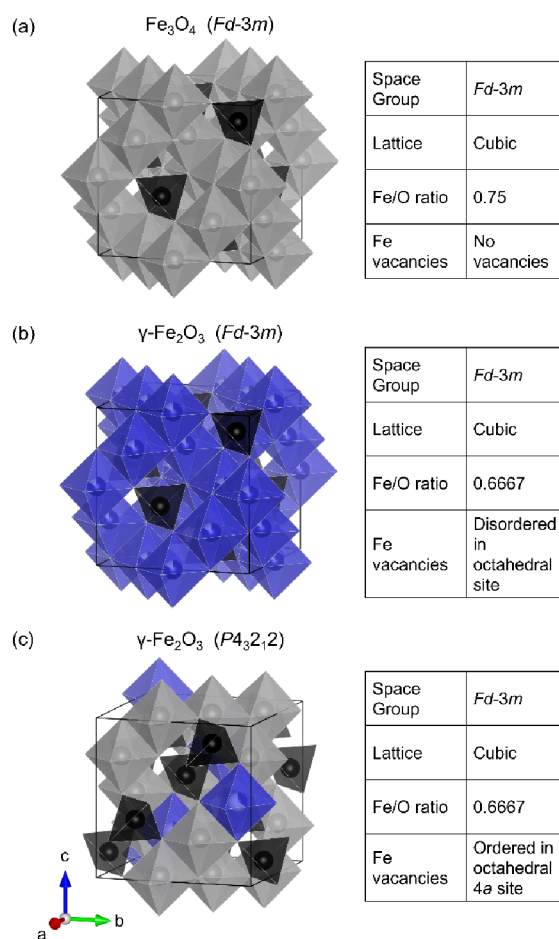 (a)
Fe₃O₄ (Fd-3m)
Space
Group
Fd-3m
Lattice
Cubic
Fe/O ratio
0.75
Fe
vacancies
No
vacancies
(b)
γ-Fe₂O₃ (Fd-3m)
Space
Group
Fd-3m
Lattice
Cubic
Fe/O ratio
0.6667
Fe
vacancies
Disordered
in
octahedral
site
(c)
γ-Fe₂O₃ (P4₃2₁2)
Space
Group
Fd-3m
Lattice
Cubic
Fe/O ratio
0.6667
Fe
vacancies
Ordered in
octahedral
4a site
c
b
a